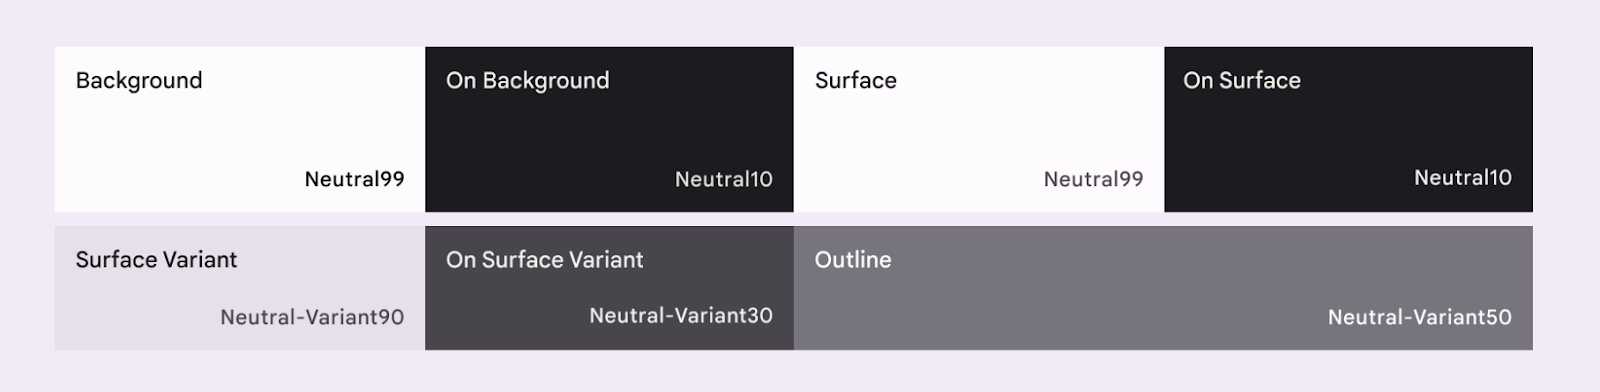 Background
Neutral99
On Background
Neutral10
Surface
Neutral99
On Surface
Neutral10
Surface Variant
Neutral-Variant90
On Surface Variant
Neutral-Variant30
Outline
Neutral-Variant50